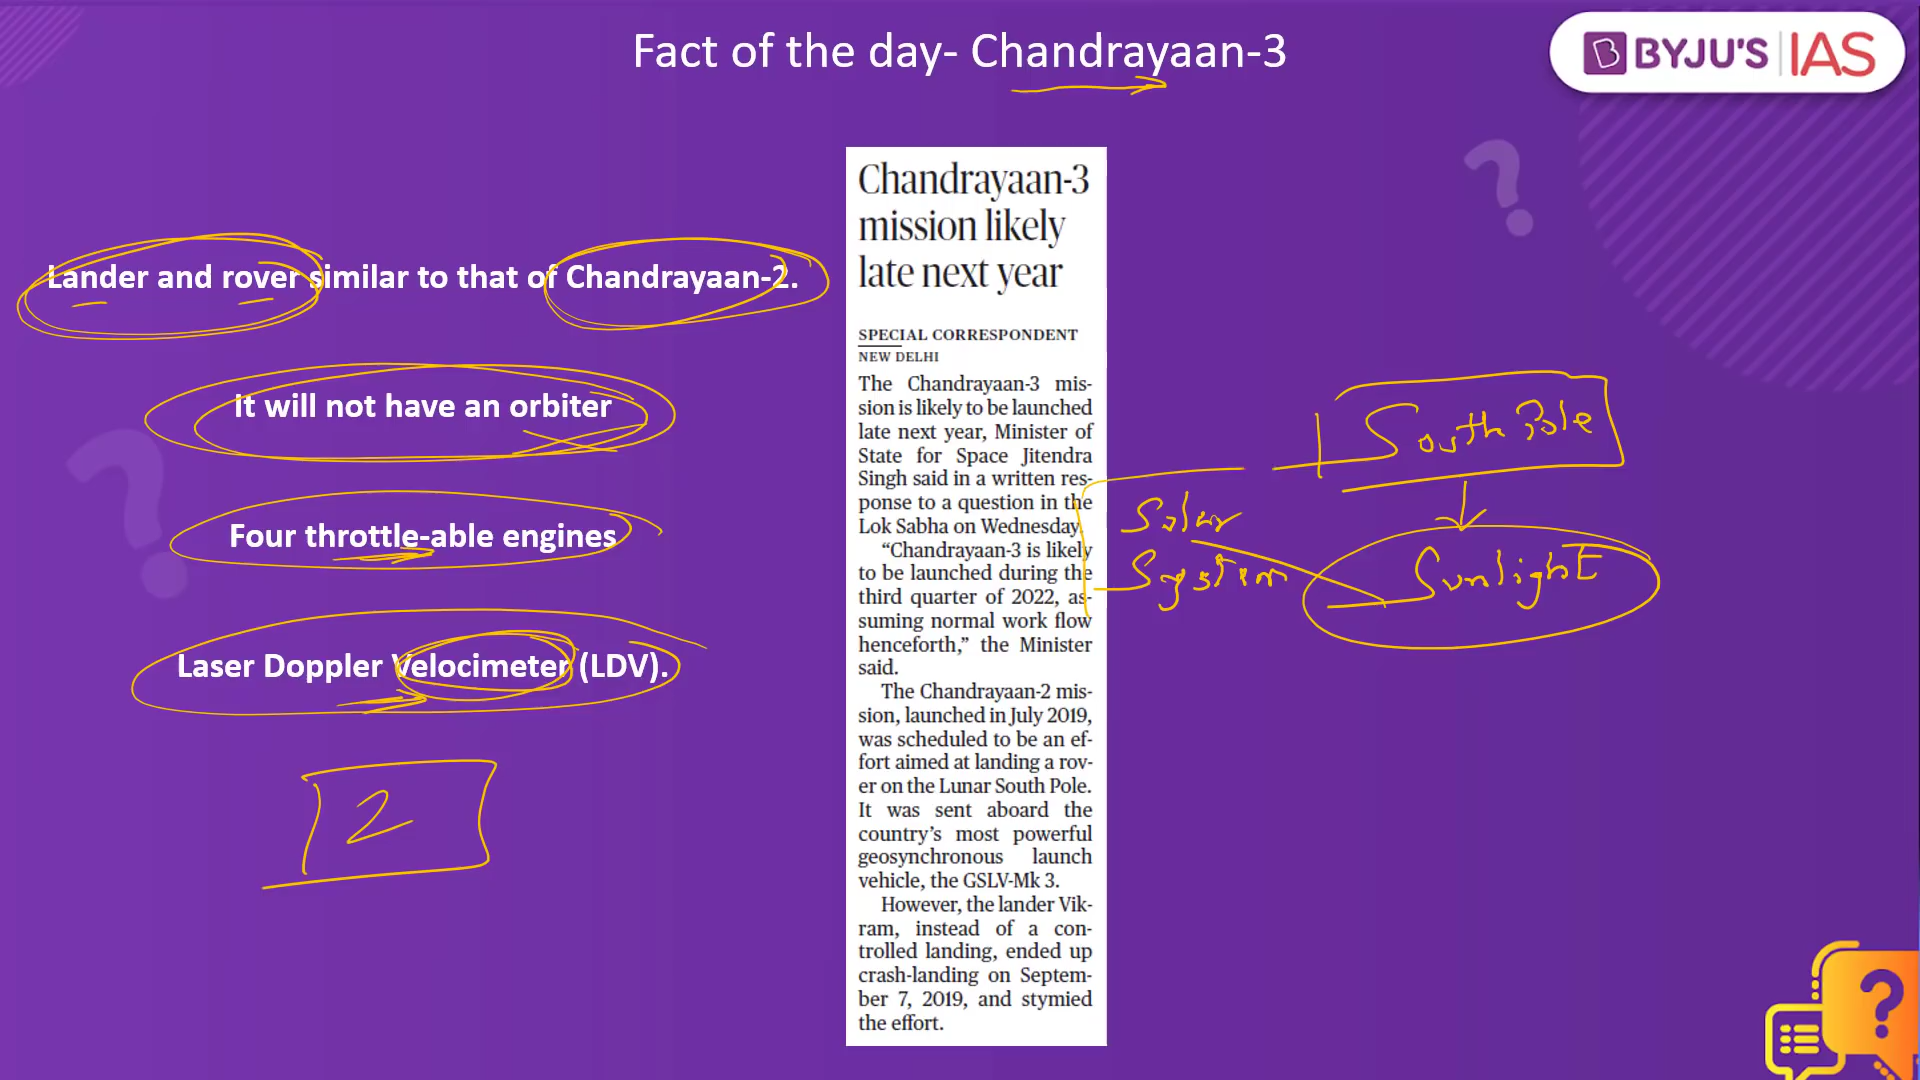 Fact of the day- Chandrayaan-3
BYJU'S IAS
Lander and rover similar to that of Chandrayaan-2.
It will not have an orbiter
Four throttle-able engines
Laser Doppler Velocimeter (LDV).
2
Chandrayaan-3
mission likely
late next year
SPECIAL CORRESPONDENT
NEW DELHI
The Chandrayaan-3 mis-
sion is likely to be launched
late next year, Minister of
State for Space Jitendra
Singh said in a written res-
ponse to a question in the
Lok Sabha on Wednesday.
“Chandrayaan-3 is likely
to be launched during the
third quarter of 2022, as-
suming normal work flow
henceforth,” the Minister
said.
The Chandrayaan-2 mis-
sion, launched in July 2019,
was scheduled to be an ef-
fort aimed at landing a rov-
er on the Lunar South Pole.
It was sent aboard the
country’s most powerful
geosynchronous launch
vehicle, the GSLV-Mk 3.
However, the lander Vik-
ram, instead of a con-
trolled landing, ended up
crash-landing on Septem-
ber 7, 2019, and stymied
the effort.
South Pole
Solar
System
Sunlight